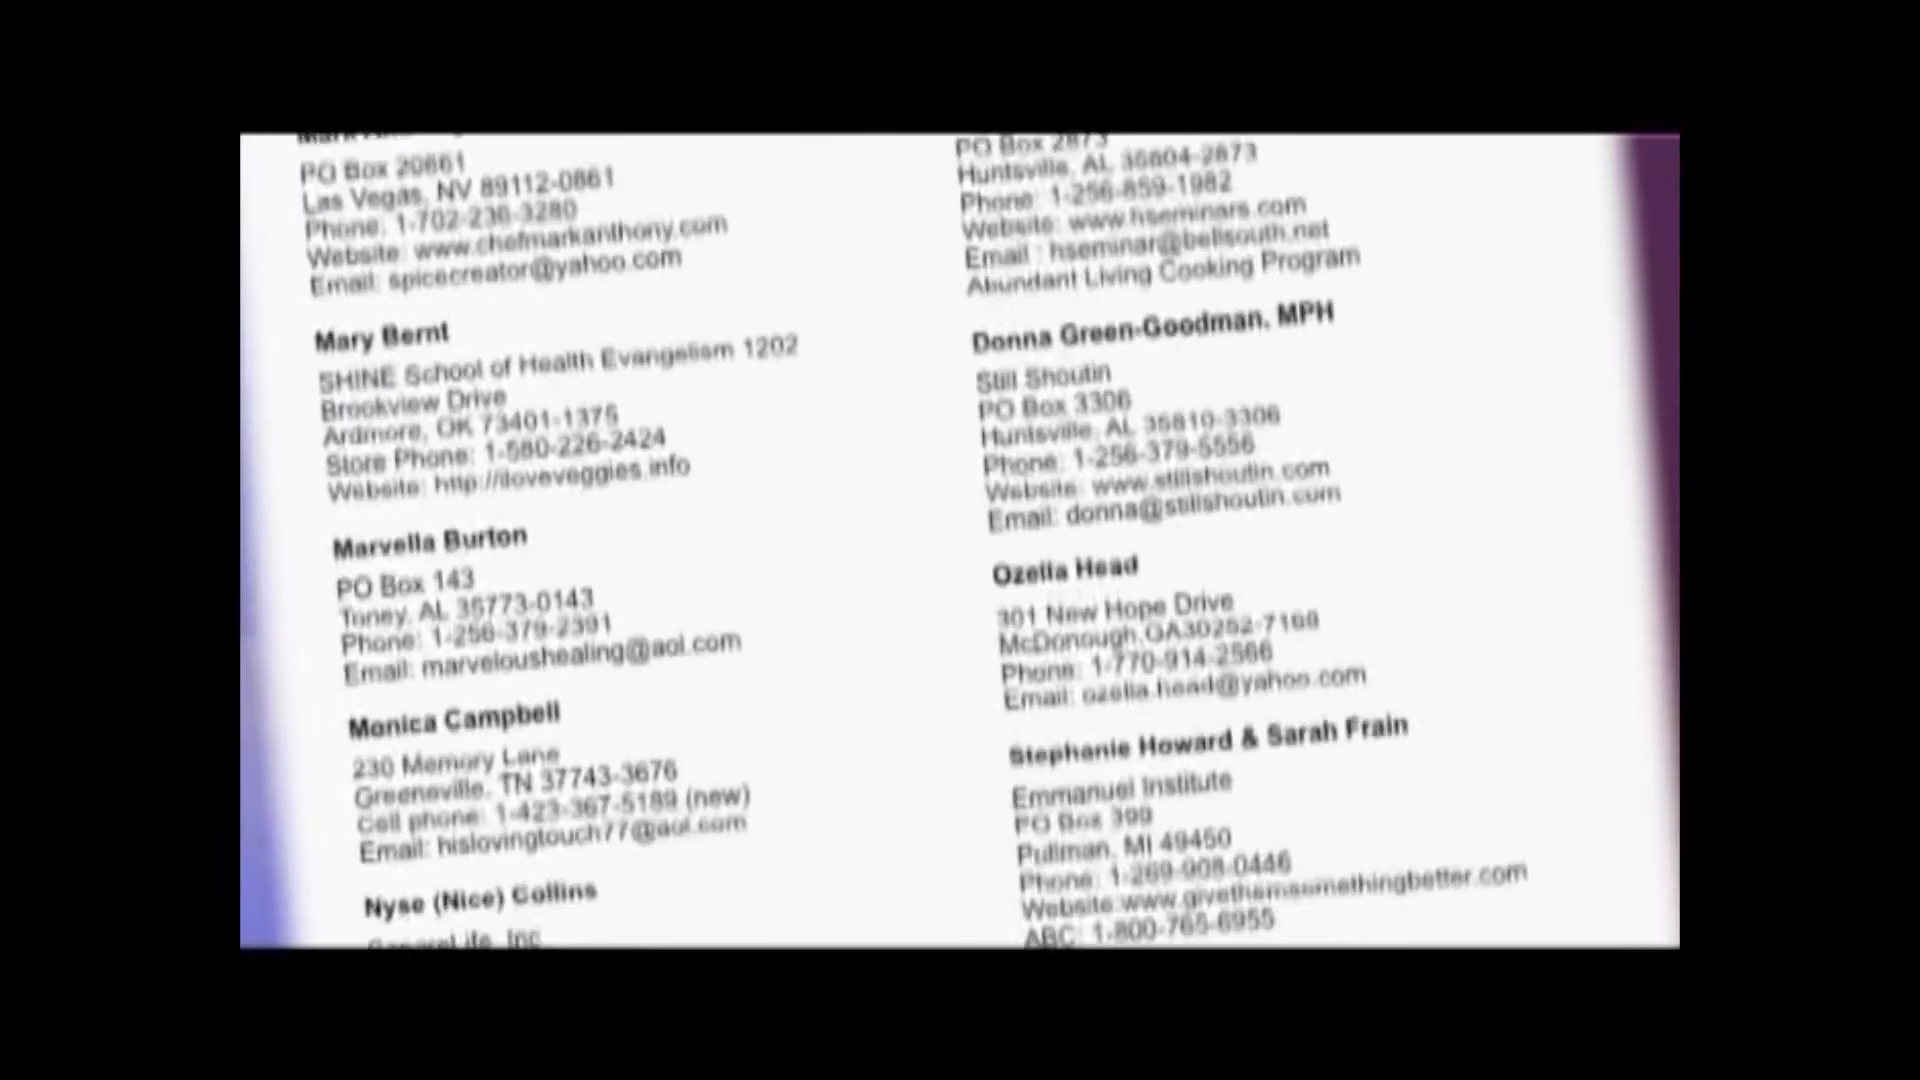 PO Box 20861
Las Vegas, NV 89112-0861
Phone: 1-702-236-3280
Website: www.chefmarkanthony.com
Email: spicecreator@yahoo.com
Mary Bernt
SHINE School of Health Evangelism 1202
Brookview Drive
Ardmore, OK 73401-1375
Store Phone: 1-580-226-2424
Website: http://iloveveggies.info
Marvella Burton
PO Box 143
Toney, AL 35773-0143
Phone: 1-256-379-2391
Email: marveloushealing@aol.com
Monica Campbell
230 Memory Lane
Greeneville, TN 37743-3676
Cell phone: 1-423-367-5189 (new)
Email: hislovingtouch77@aol.com
Nyse (Nice) Collins
PO Box 2873
Huntsville, AL 35804-2873
Phone: 1-256-859-1982
Website: www.hseminars.com
Email : hseminar@bellsouth.net
Abundant Living Cooking Program
Donna Green-Goodman, MPH
Still Shoutin
PO Box 3306
Huntsville, AL 35810-3306
Phone: 1-256-379-5556
Website: www.stillshoutin.com
Email: donna@stillshoutin.com
Ozella Head
301 New Hope Drive
McDonough,GA30252-7168
Phone: 1-770-914-2566
Email: ozella.head@yahoo.com
Stephanie Howard & Sarah Frain
Emmanuel Institute
PO Box 399
Pullman, MI 49450
Phone: 1-269-908-0446
Website:www.givethemsomethingbetter.com
ABC: 1-800-765-6955